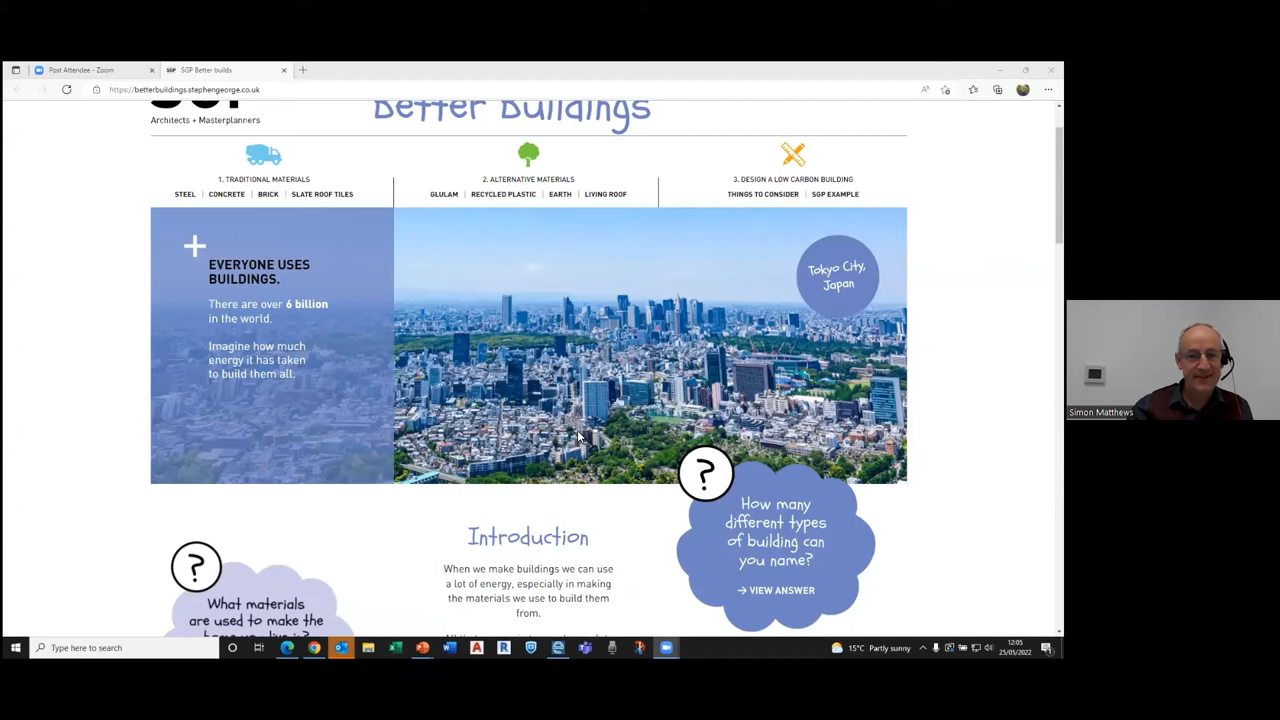 Post Attendee - Zoom
SGP Better builds
https://betterbuildings.stephengeorge.co.uk
Better Buildings
Architects + Masterplanners
1. TRADITIONAL MATERIALS
STEEL | CONCRETE | BRICK | SLATE ROOF TILES
2. ALTERNATIVE MATERIALS
GLULAM | RECYCLED PLASTIC | EARTH | LIVING ROOF
3. DESIGN A LOW CARBON BUILDING
THINGS TO CONSIDER | SGP EXAMPLE
EVERYONE USES
BUILDINGS.
There are over 6 billion
in the world.
Imagine how much
energy it has taken
to build them all.
Tokyo City,
Japan
?
How many
different types
of building can
you name?
→ VIEW ANSWER
Introduction
When we make buildings we can use
a lot of energy, especially in making
the materials we use to build them
from.
?
What materials
are used to make the
Simon Matthews
Type here to search
15°C Partly sunny
12:05
25/05/2022